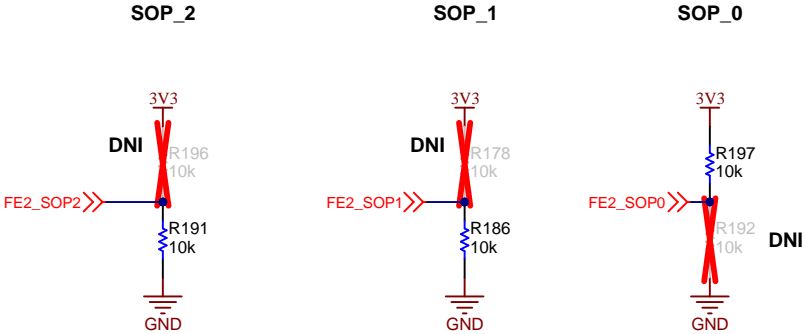 SOP_2
SOP_1
SOP_0
3V3
3V3
3V3
DNI
R196
10k
DNI
R178
10k
R197
10k
FE2_SOP2
FE2_SOP1
FE2_SOP0
R191
10k
R186
10k
R192
10k
DNI
GND
GND
GND